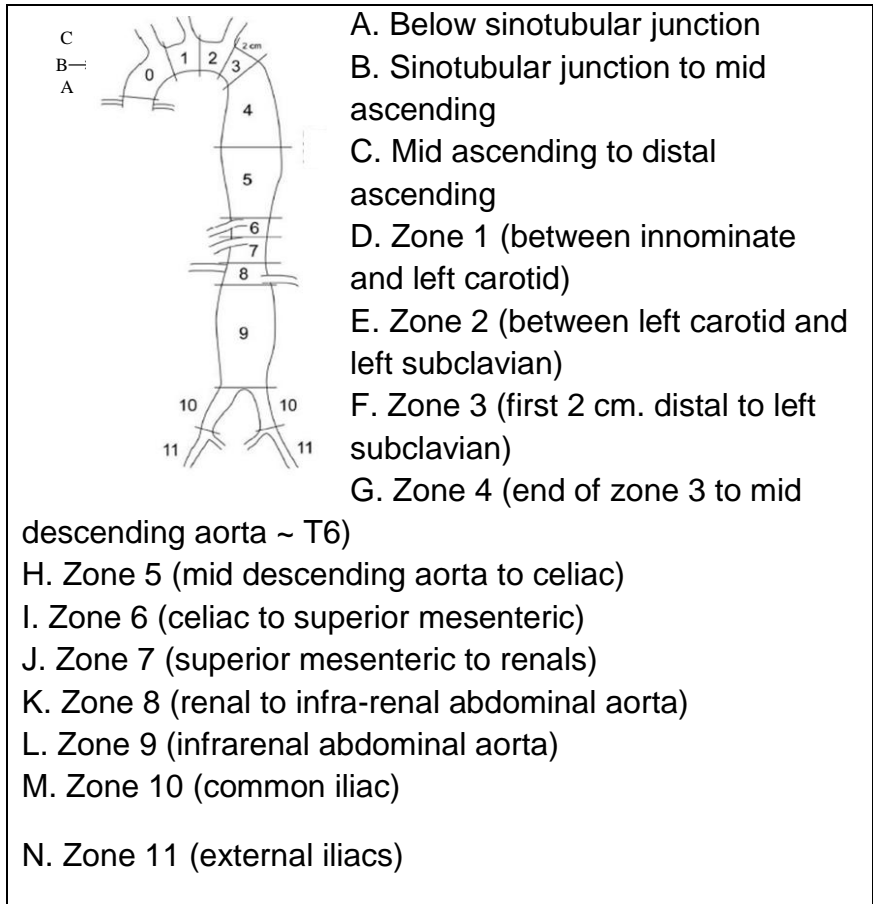 C
B
A
0
1
2
3
2 cm
4
5
6
7
8
9
10
10
11
11
A. Below sinotubular junction
B. Sinotubular junction to mid
ascending
C. Mid ascending to distal
ascending
D. Zone 1 (between innominate
and left carotid)
E. Zone 2 (between left carotid and
left subclavian)
F. Zone 3 (first 2 cm. distal to left
subclavian)
G. Zone 4 (end of zone 3 to mid
descending aorta ~ T6)
H. Zone 5 (mid descending aorta to celiac)
I. Zone 6 (celiac to superior mesenteric)
J. Zone 7 (superior mesenteric to renals)
K. Zone 8 (renal to infra-renal abdominal aorta)
L. Zone 9 (infrarenal abdominal aorta)
M. Zone 10 (common iliac)
N. Zone 11 (external iliacs)